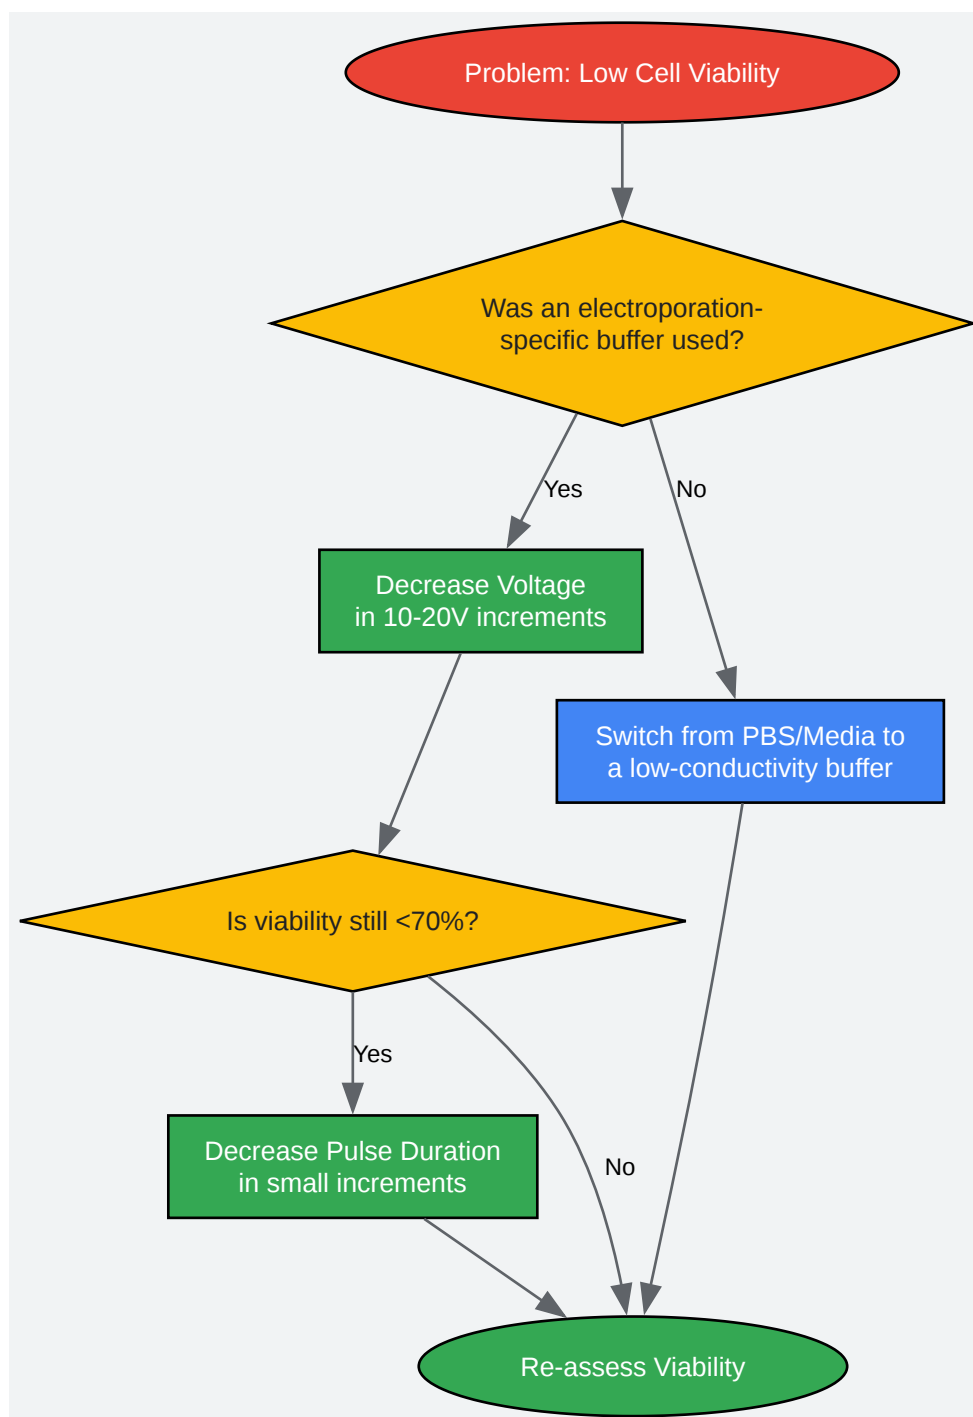 Problem: Low Cell Viability
Was an electroporation-
specific buffer used?
Yes
No
Decrease Voltage
in 10-20V increments
Switch from PBS/Media to
a low-conductivity buffer
Is viability still <70%?
Yes
Decrease Pulse Duration
in small increments
No
Re-assess Viability